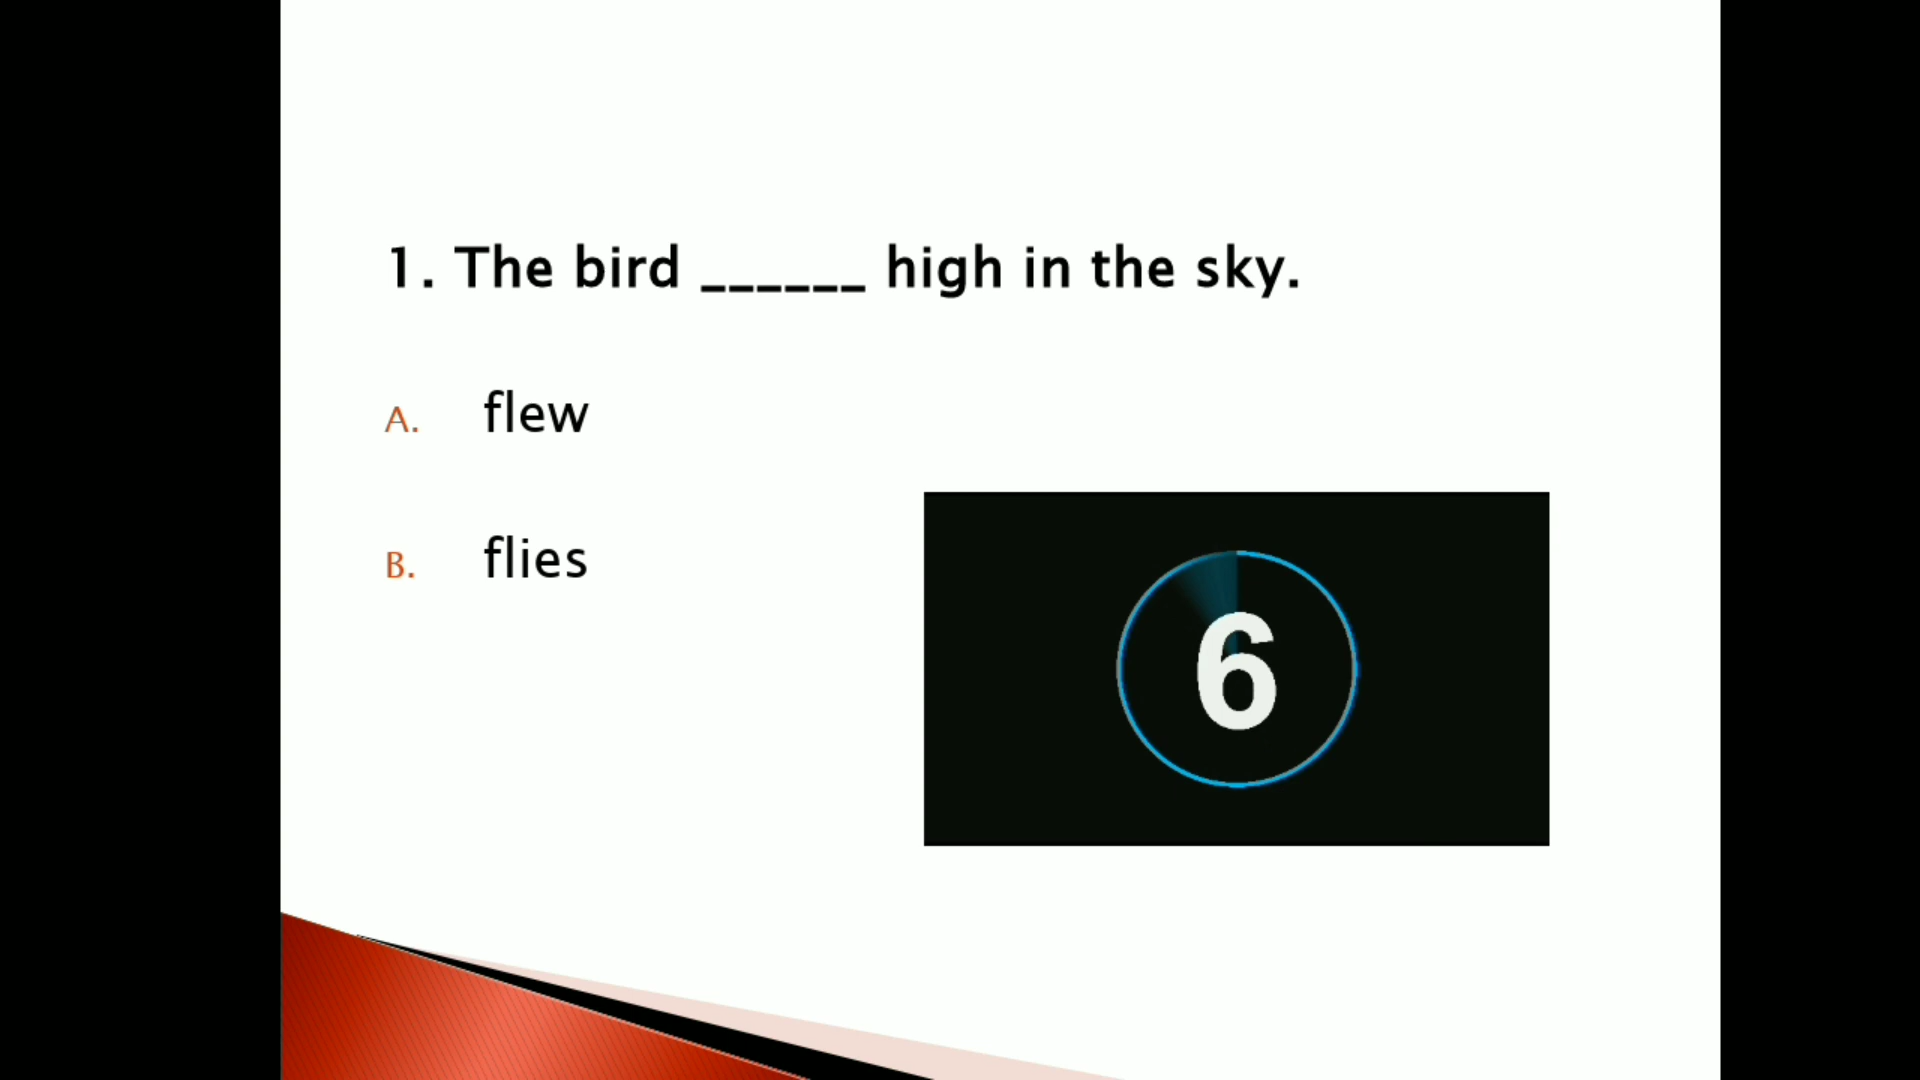 1. The bird ______ high in the sky.
A. flew
B. flies
6